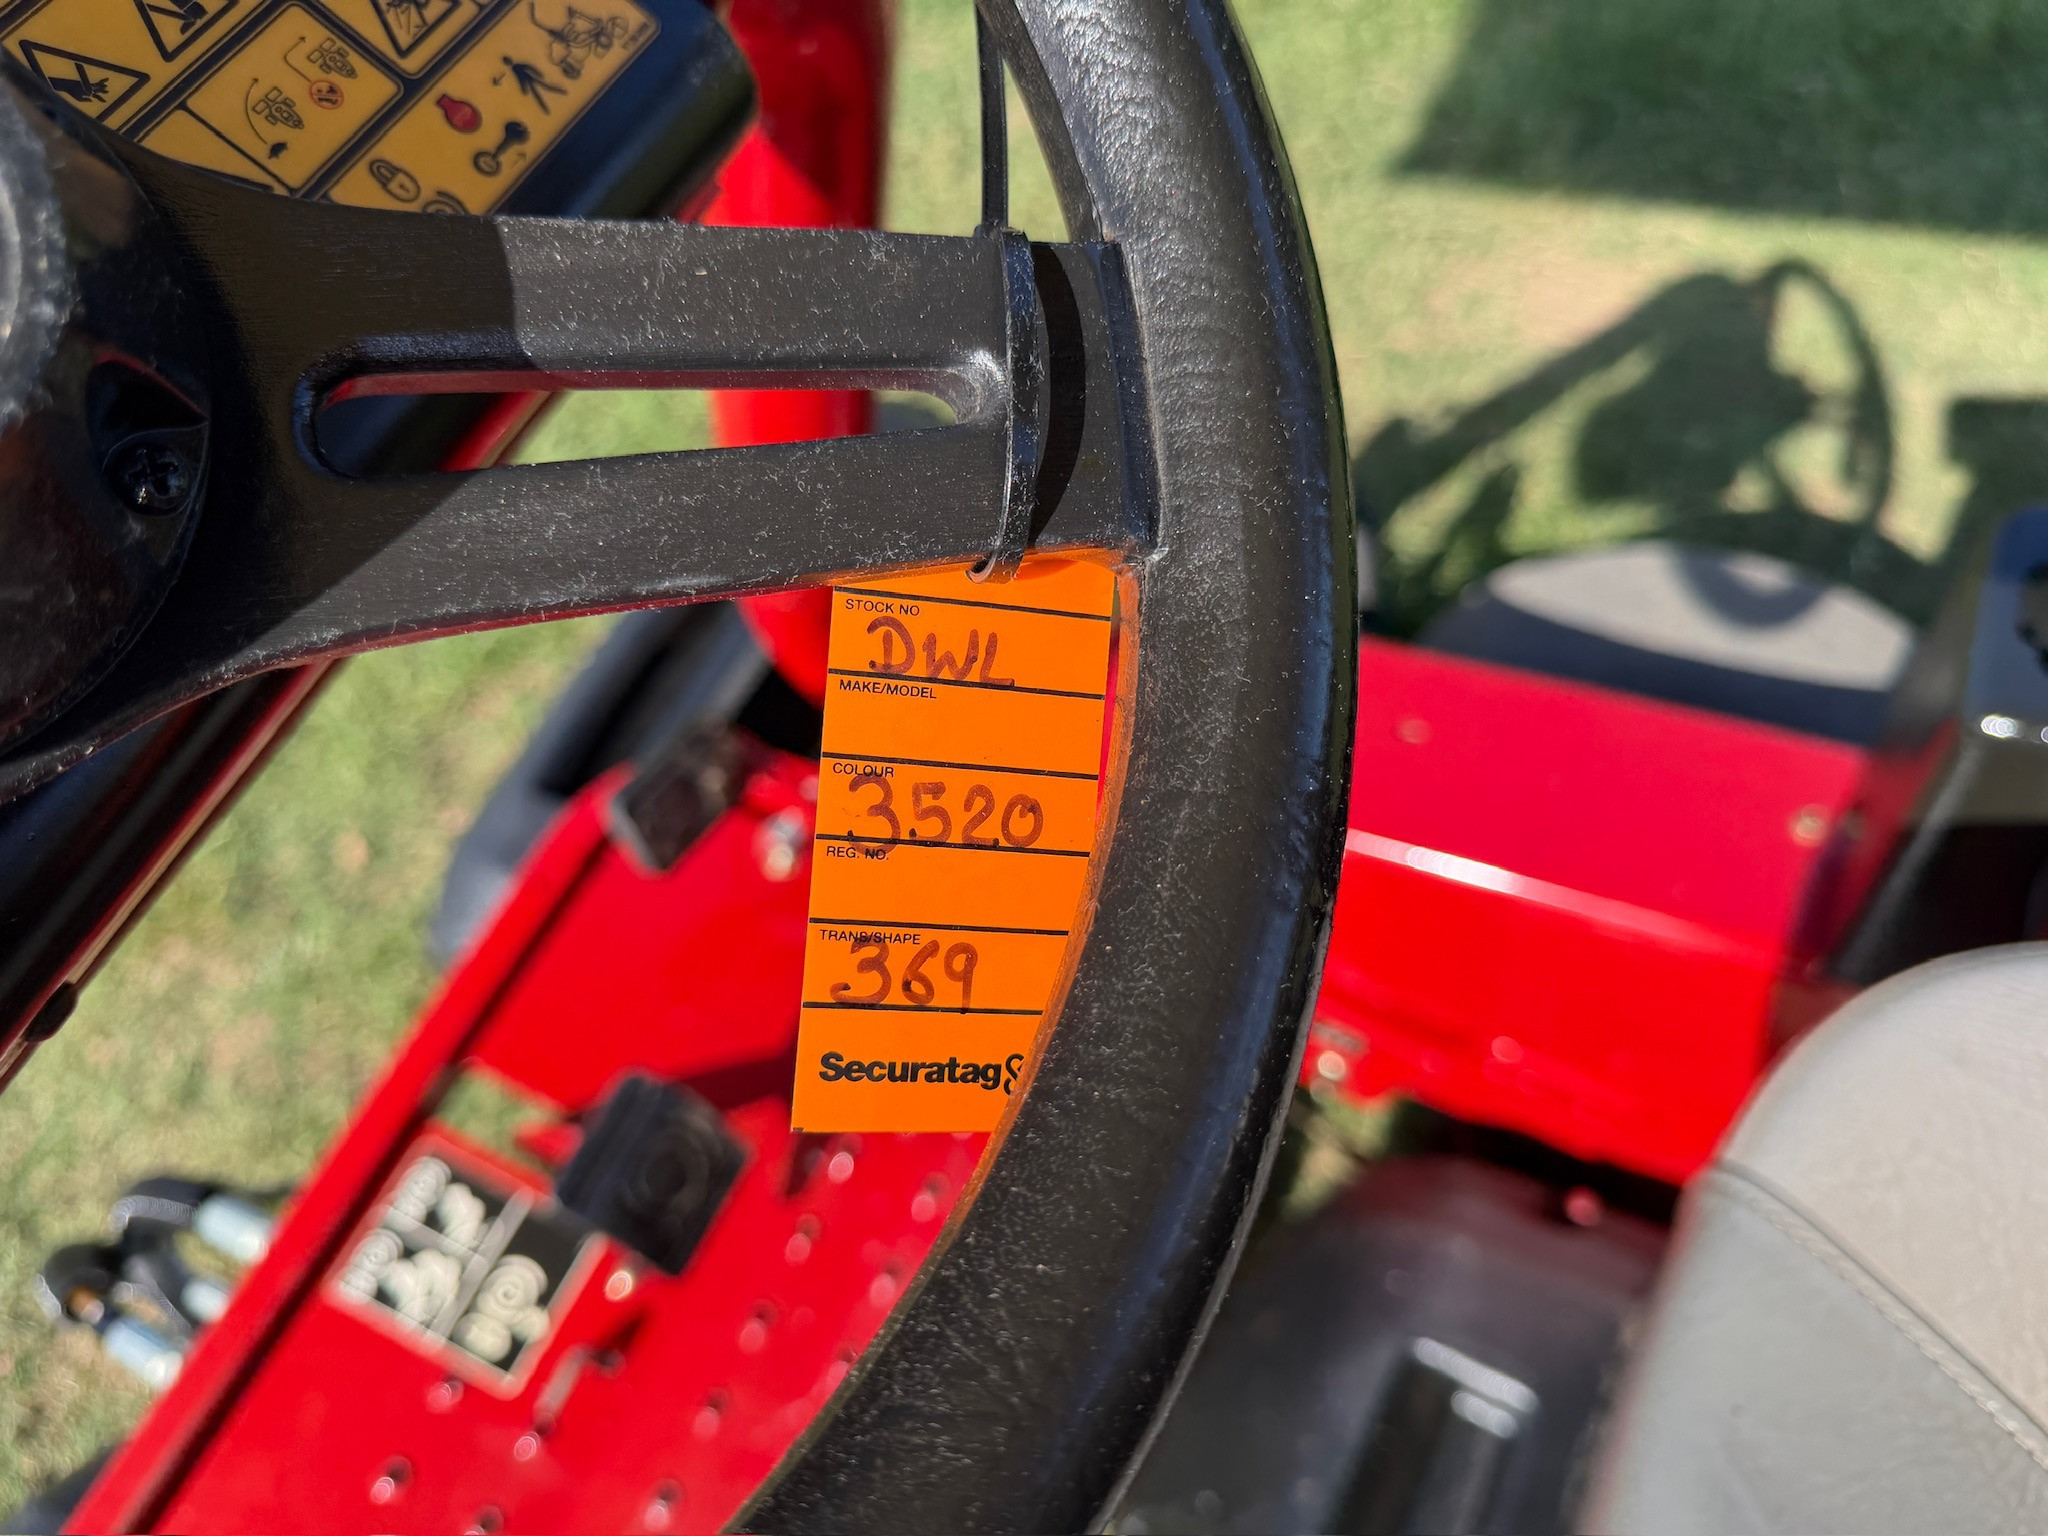 STOCK NO
DWL
MAKE/MODEL
COLOUR
3520
REG. NO.
TRANS/SHAPE
369
Securatag